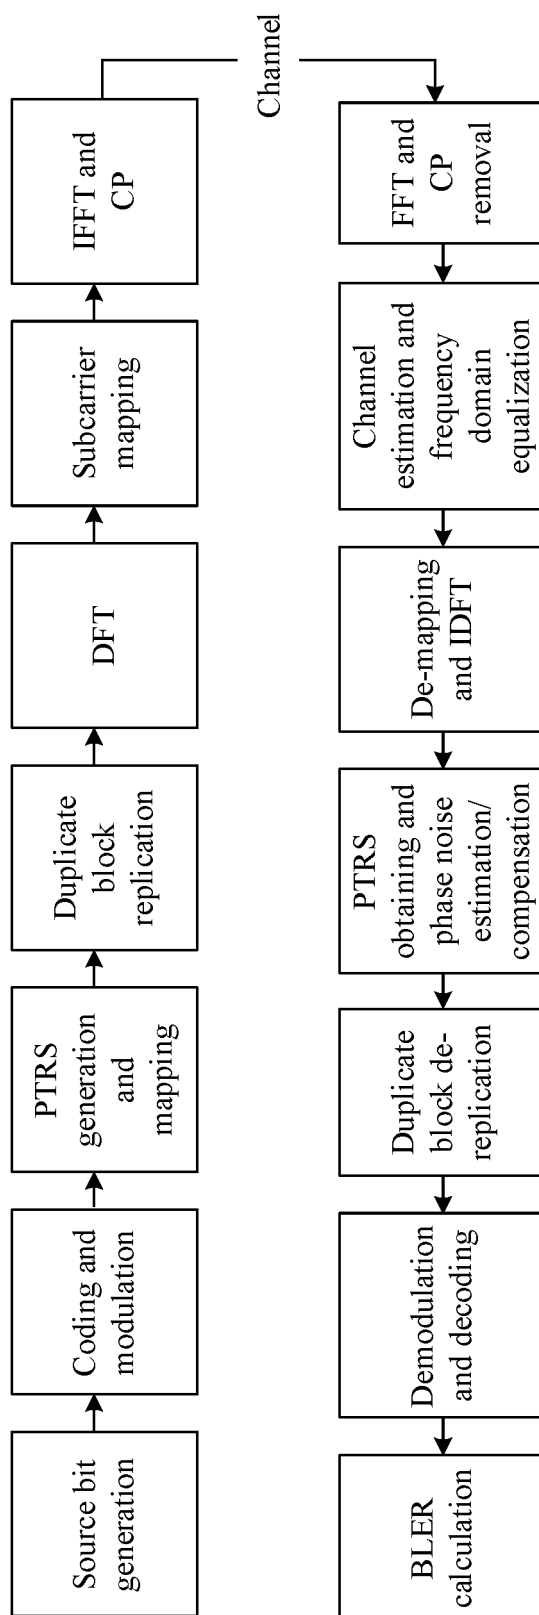 Source bit
generation
Coding and
modulation
PTRS
generation
and
mapping
Duplicate
block
replication
DFT
Subcarrier
mapping
IFFT and
CP
Channel
FFT and
CP
removal
Channel
estimation and
frequency
domain
equalization
De-mapping
and IDFT
PTRS
obtaining and
phase noise
estimation/
compensation
Duplicate
block de-
replication
Demodulation
and decoding
BLER
calculation